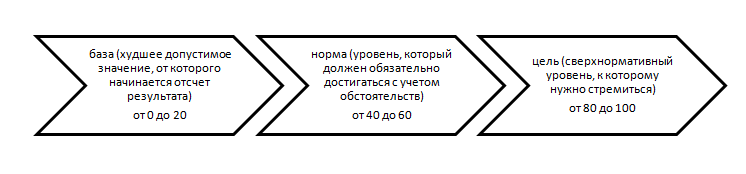 база (худшее допустимое
значение, от которого
начинается отсчет
результата)
от 0 до 20
норма (уровень, который
должен обязательно
достигаться с учетом
обстоятельств)
от 40 до 60
цель (сверхнормативный
уровень, к которому
нужно стремиться)
от 80 до 100